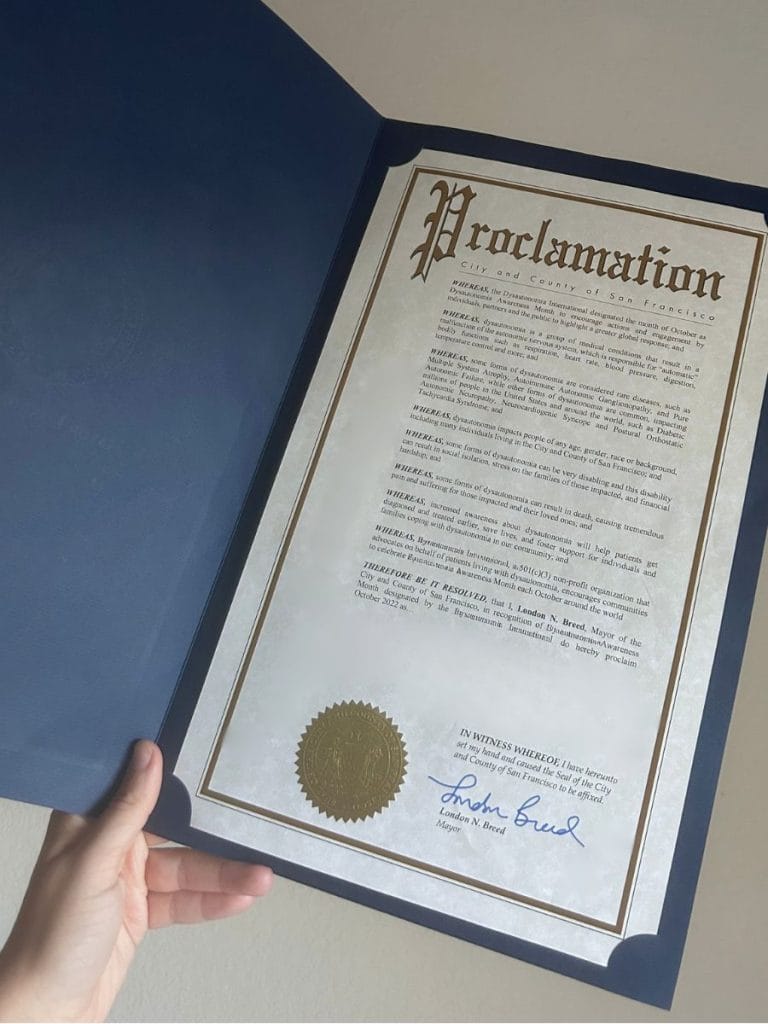 Proclamation
City and County of San Francisco
WHEREAS, the Dysautonomia International designated the month of October as
Dysautonomia Awareness Month to encourage actions and engagement by
individuals, partners and the public to highlight a greater global response; and
WHEREAS, dysautonomia is a group of medical conditions that result in a
malfunction of the autonomic nervous system, which is responsible for "automatic"
bodily functions such as respiration, heart rate, blood pressure, digestion,
temperature control and more; and
WHEREAS, some forms of dysautonomia are considered rare diseases, such as
Multiple System Atrophy, Autoimmune Autonomic Ganglionopathy, and Pure
Autonomic Failure, while other forms of dysautonomia are common, impacting
millions of people in the United States and around the world, such as Diabetic
Autonomic Neuropathy, Neurocardiogenic Syncope and Postural Orthostatic
Tachycardia Syndrome; and
WHEREAS, dysautonomia impacts people of any age, gender, race or background,
including many individuals living in the City and County of San Francisco; and
WHEREAS, some forms of dysautonomia can be very disabling and this disability
can result in social isolation, stress on the families of those impacted, and financial
hardship, and
WHEREAS, some forms of dysautonomia can result in death, causing tremendous
pain and suffering for those impacted and their loved ones; and
WHEREAS, increased awareness about dysautonomia will help patients get
diagnosed and treated earlier, save lives, and foster support for individuals and
families coping with dysautonomia in our community; and
WHEREAS, 501(c)(3) non-profit organization that
advocates on behalf of patients living with dysautonomia, encourages communities
to celebrate Awareness Month each October around the world
THEREFORE BE IT RESOLVED, that I, London N. Breed, Mayor of the
City and County of San Francisco, in recognition of Awareness
Month designated by the do hereby proclaim
October 2022 as...
IN WITNESS WHEREOF, I have hereunto
set my hand and caused the Seal of the City
and County of San Francisco to be affixed.
London Breed
London N. Breed
Mayor